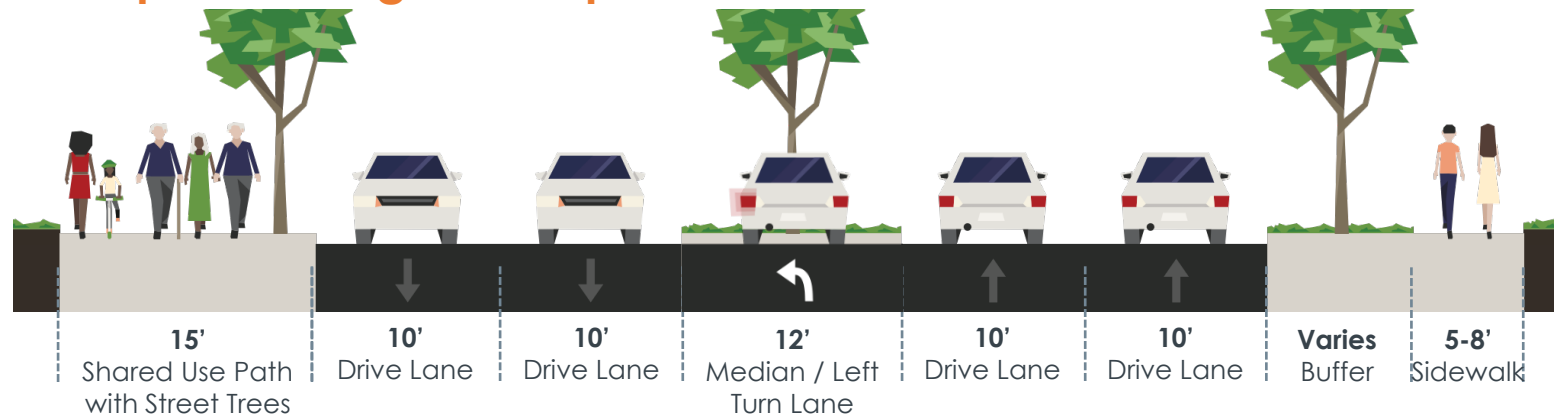 15’
Shared Use Path
with Street Trees
10’
Drive Lane
10’
Drive Lane
12’
Median / Left
Turn Lane
10’
Drive Lane
10’
Drive Lane
Varies
Buffer
5-8’
Sidewalk